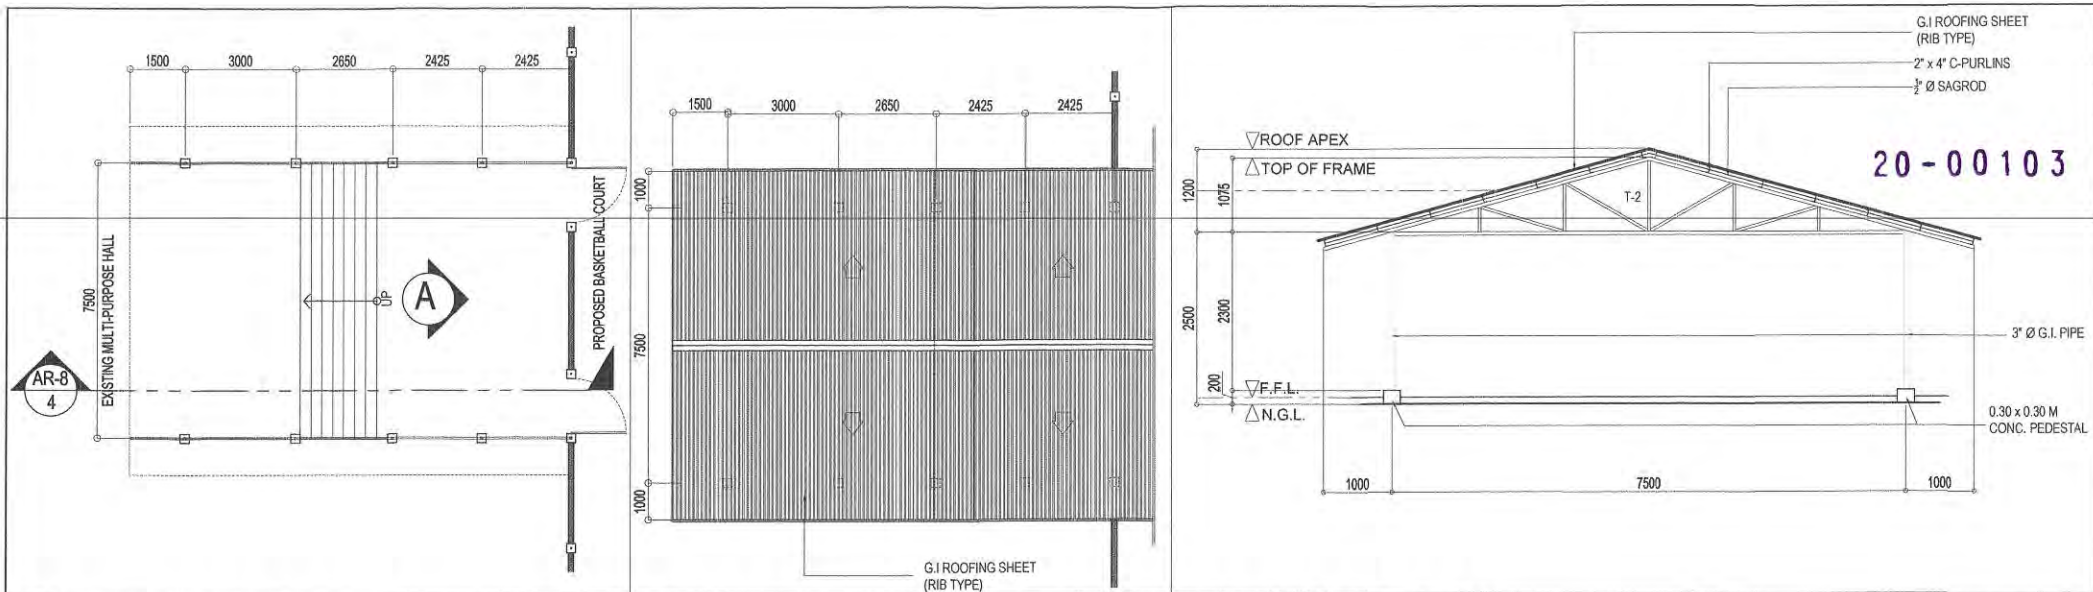 1500 3000 2650 2425 2425
7500
EXISTING MULTI-PURPOSE HALL
UP
A
PROPOSED BASKETBALL COURT
AR-8
4
1500 3000 2650 2425 2425
1000
7500
1000
G.I ROOFING SHEET
(RIB TYPE)
G.I ROOFING SHEET
(RIB TYPE)
2" x 4" C-PURLINS
½" Ø SAGROD
20-00103
ROOF APEX
TOP OF FRAME
1200
1075
T-2
2500
2300
200
3" Ø G.I. PIPE
F.F.L.
N.G.L.
0.30 x 0.30 M
CONC. PEDESTAL
1000 7500 1000